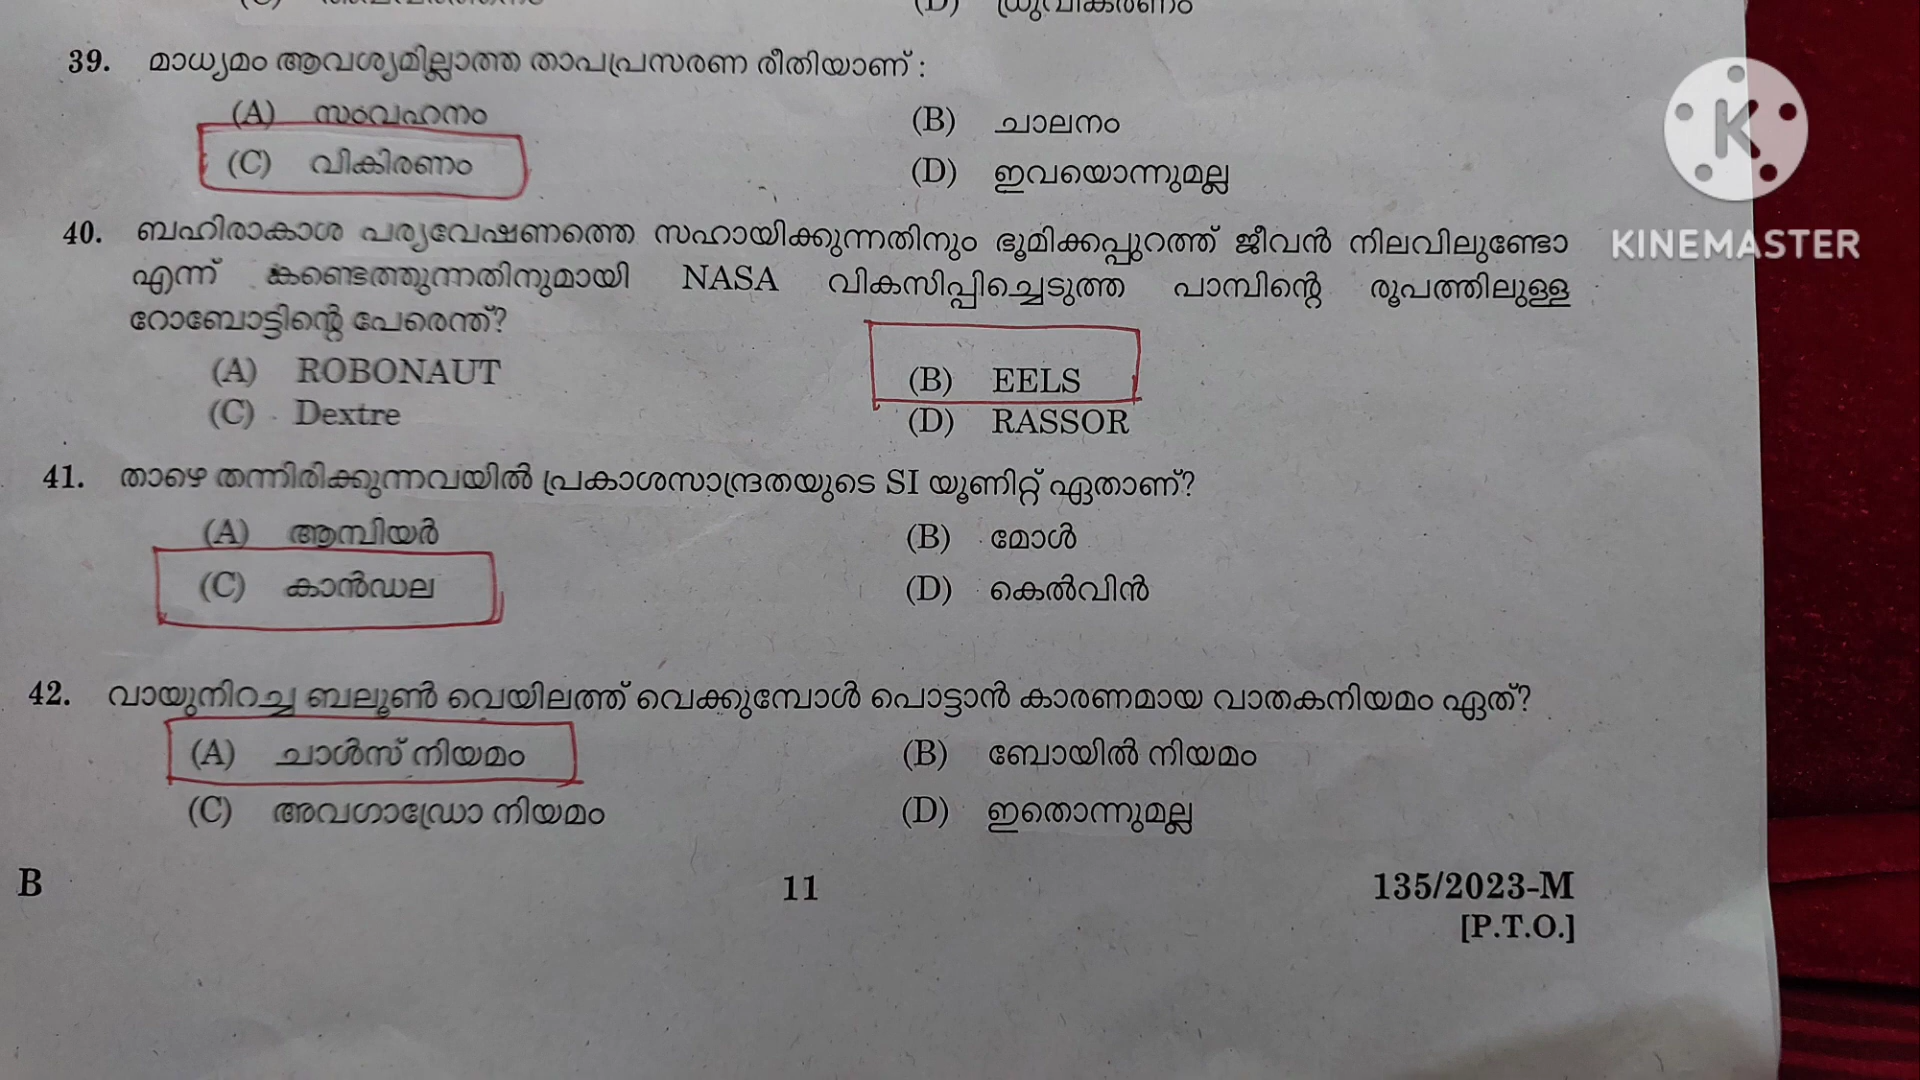 39. മാധ്യമം ആവശ്യമില്ലാത്ത താപപ്രസരണ രീതിയാണ് :
(A) സംവഹനം (B) ചാലനം
(C) വികിരണം (D) ഇവയൊന്നുമല്ല
40. ബഹിരാകാശ പര്യവേഷണത്തെ സഹായിക്കുന്നതിനും ഭൂമിക്കപ്പുറത്ത് ജീവൻ നിലവിലുണ്ടോ
എന്ന് കണ്ടെത്തുന്നതിനുമായി NASA വികസിപ്പിച്ചെടുത്ത പാമ്പിന്റെ രൂപത്തിലുള്ള
റോബോട്ടിന്റെ പേരെന്ത്?
(A) ROBONAUT (B) EELS
(C) Dextre (D) RASSOR
41. താഴെ തന്നിരിക്കുന്നവയിൽ പ്രകാശസാന്ദ്രതയുടെ SI യൂണിറ്റ് ഏതാണ്?
(A) ആമ്പിയർ (B) മോൾ
(C) കാൻഡല (D) കെൽവിൻ
42. വായുനിറച്ച ബലൂൺ വെയിലത്ത് വെക്കുമ്പോൾ പൊട്ടാൻ കാരണമായ വാതകനിയമം ഏത്?
(A) ചാൾസ് നിയമം (B) ബോയിൽ നിയമം
(C) അവഗാഡ്രോ നിയമം (D) ഇതൊന്നുമല്ല
B 11 135/2023-M
[P.T.O.]
K
KINEMASTER